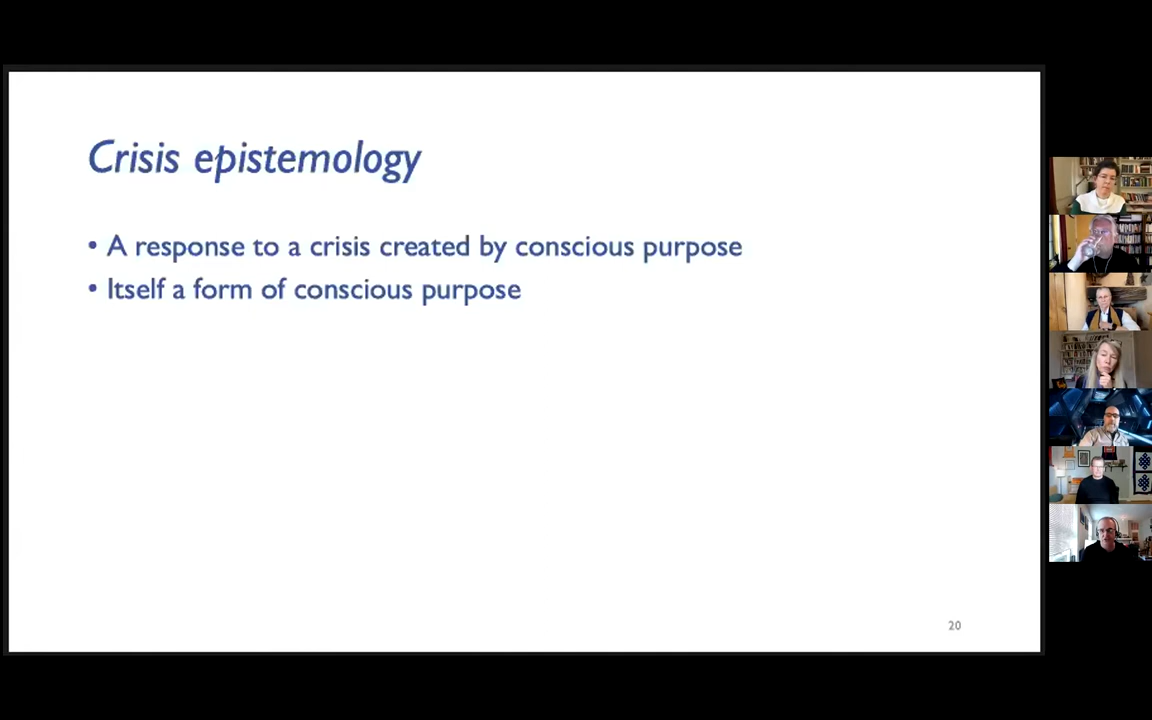 Crisis epistemology
• A response to a crisis created by conscious purpose
• Itself a form of conscious purpose
20